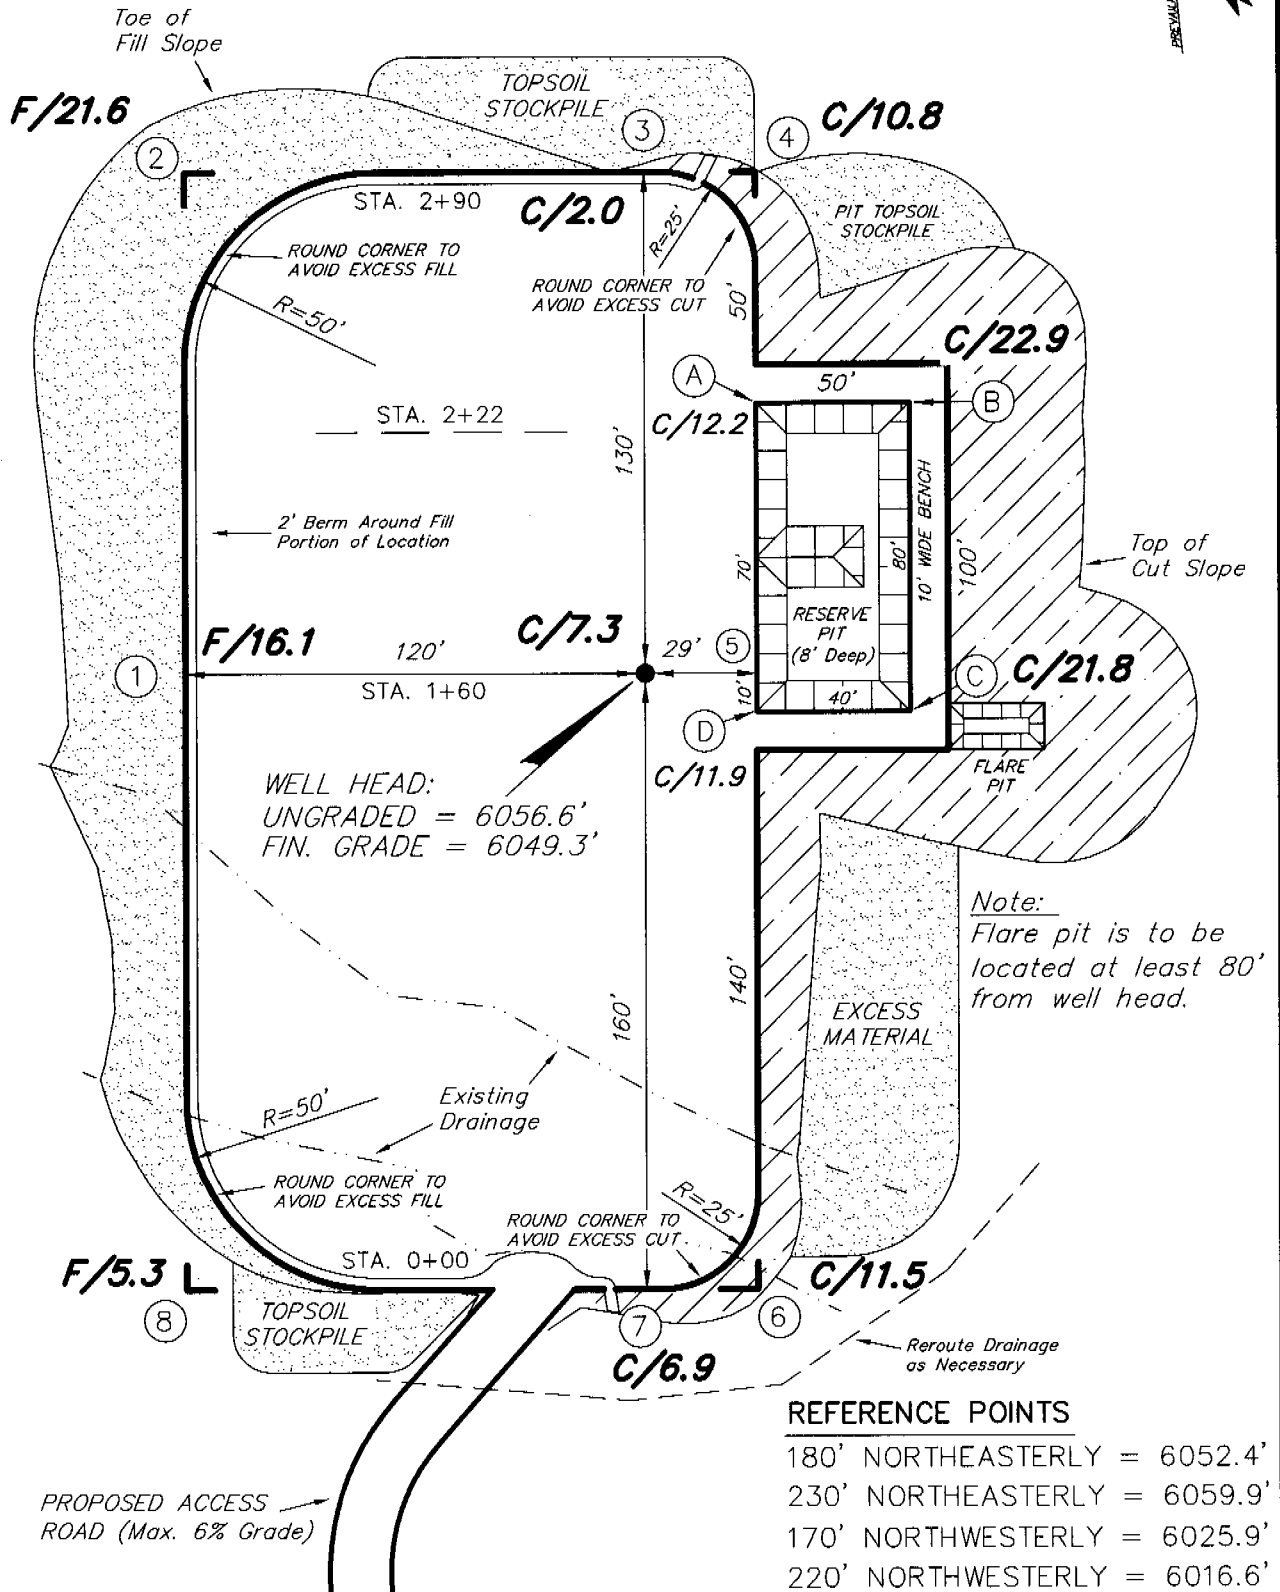 Toe of
Fill Slope
F/21.6
TOPSOIL
STOCKPILE
C/10.8
2
3
4
STA. 2+90
C/2.0
R=25'
PIT TOPSOIL
STOCKPILE
ROUND CORNER TO
AVOID EXCESS FILL
ROUND CORNER TO
AVOID EXCESS CUT
50'
R=50'
C/22.9
A
50'
B
STA. 2+22
C/12.2
130'
2' Berm Around Fill
Portion of Location
10' WIDE BENCH
80'
70'
100'
Top of
Cut Slope
RESERVE
PIT
(8' Deep)
1
F/16.1
120'
C/7.3
29'
5
STA. 1+60
10'
40'
C
C/21.8
D
C/11.9
FLARE
PIT
WELL HEAD:
UNGRADED = 6056.6'
FIN. GRADE = 6049.3'
Note:
Flare pit is to be
located at least 80'
from well head.
140'
160'
EXCESS
MATERIAL
Existing
Drainage
R=50'
ROUND CORNER TO
AVOID EXCESS FILL
R=25'
ROUND CORNER TO
AVOID EXCESS CUT
STA. 0+00
F/5.3
C/11.5
8
TOPSOIL
STOCKPILE
7
6
C/6.9
Reroute Drainage
as Necessary
REFERENCE POINTS
180' NORTHEASTERLY = 6052.4'
230' NORTHEASTERLY = 6059.9'
170' NORTHWESTERLY = 6025.9'
220' NORTHWESTERLY = 6016.6'
PROPOSED ACCESS
ROAD (Max. 6% Grade)